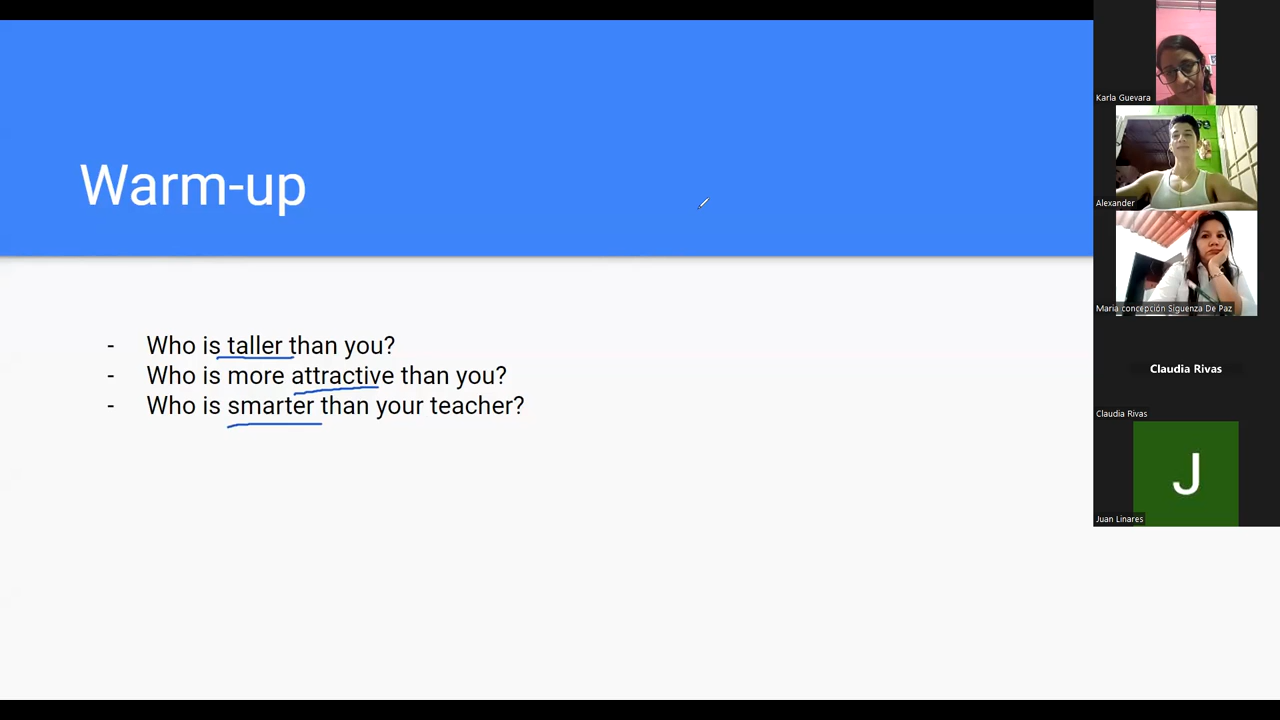 Warm-up
- Who is taller than you?
- Who is more attractive than you?
- Who is smarter than your teacher?
Karla Guevara
Alexander
Maria concepción Siguenza De Paz
Claudia Rivas
Claudia Rivas
J
Juan Linares